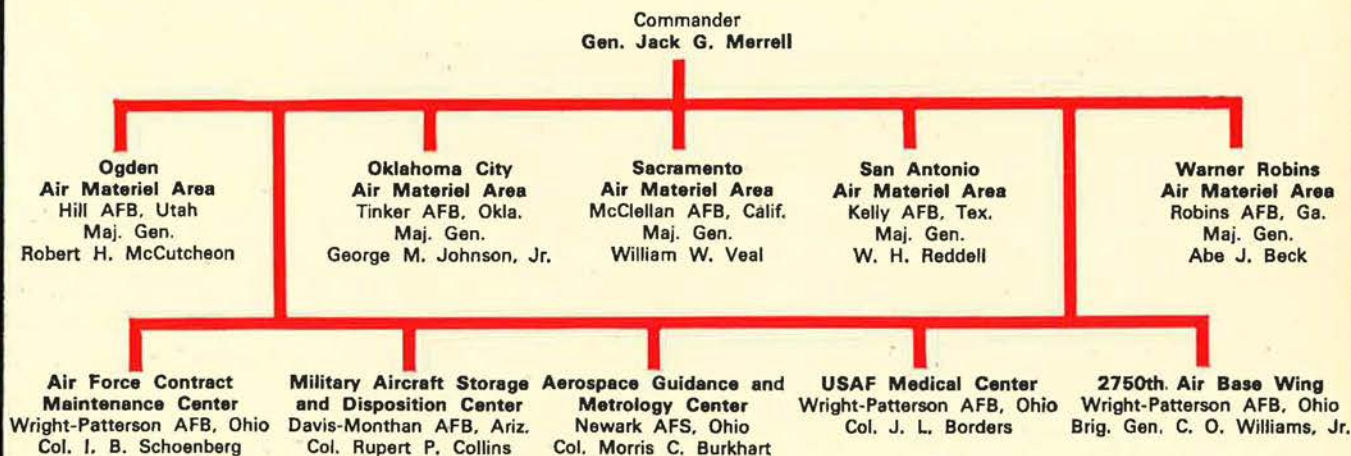 Commander
Gen. Jack G. Merrell
Ogden
Air Materiel Area
Hill AFB, Utah
Maj. Gen.
Robert H. McCutcheon
Oklahoma City
Air Materiel Area
Tinker AFB, Okla.
Maj. Gen.
George M. Johnson, Jr.
Sacramento
Air Materiel Area
McClellan AFB, Calif.
Maj. Gen.
William W. Veal
San Antonio
Air Materiel Area
Kelly AFB, Tex.
Maj. Gen.
W. H. Reddell
Warner Robins
Air Materiel Area
Robins AFB, Ga.
Maj. Gen.
Abe J. Beck
Air Force Contract
Maintenance Center
Wright-Patterson AFB, Ohio
Col. I. B. Schoenberg
Military Aircraft Storage
and Disposition Center
Davis-Monthan AFB, Ariz.
Col. Rupert P. Collins
Aerospace Guidance and
Metrology Center
Newark AFS, Ohio
Col. Morris C. Burkhart
USAF Medical Center
Wright-Patterson AFB, Ohio
Col. J. L. Borders
2750th. Air Base Wing
Wright-Patterson AFB, Ohio
Brig. Gen. C. O. Williams, Jr.